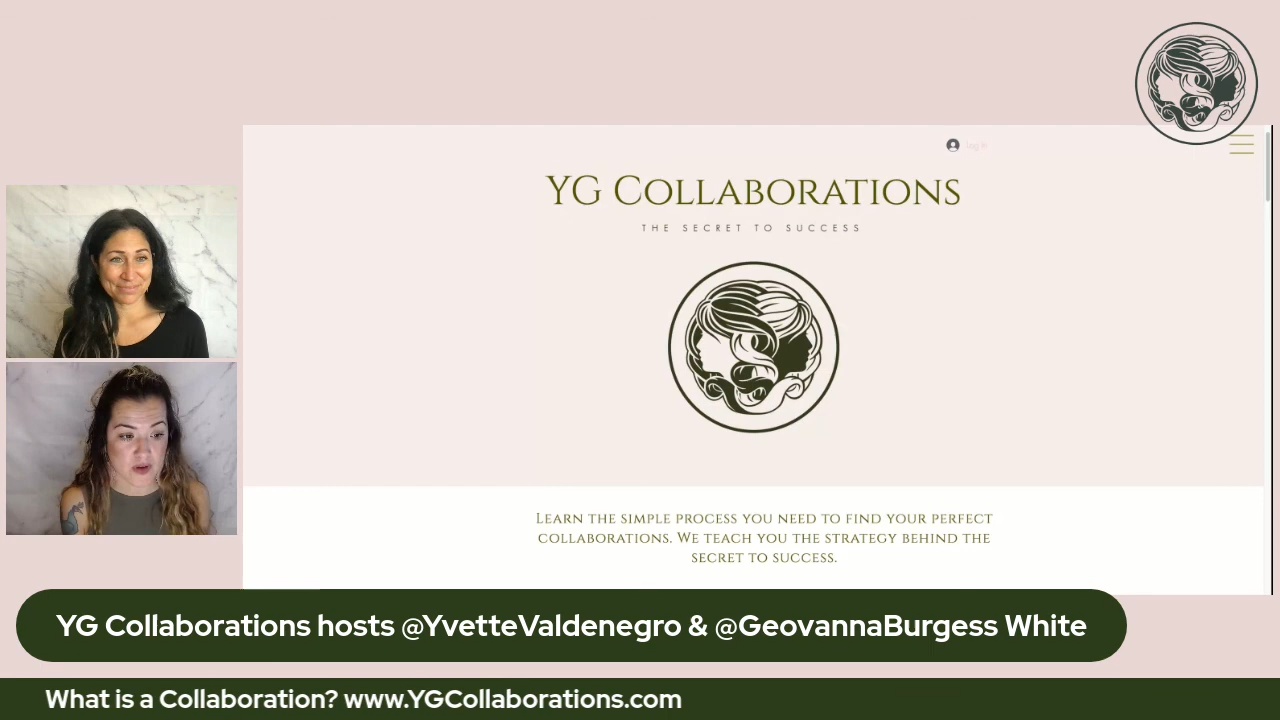 Log In
YG Collaborations
THE SECRET TO SUCCESS
Learn the simple process you need to find your perfect
collaborations. We teach you the strategy behind the
secret to success.
YG Collaborations hosts @YvetteValdenegro & @GeovannaBurgess White
What is a Collaboration? www.YGCollaborations.com